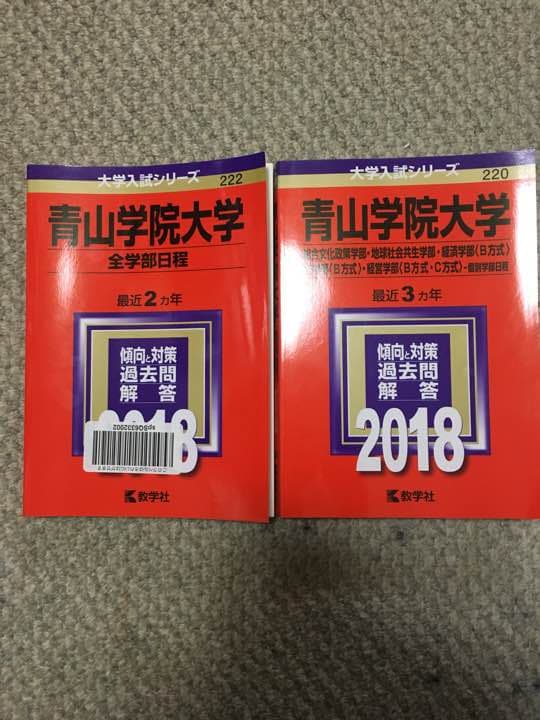 大学入試シリーズ
222
青山学院大学
全学部日程
最近2カ年
傾向と対策
過去問
解答
2018
spSQ6332002
教学社
大学入試シリーズ
220
青山学院大学
総合文化政策学部・地球社会共生学部・経済学部〈B方式〉
〈B方式〉・経営学部〈B方式・C方式〉-個別学部日程
最近3カ年
傾向と対策
過去問
解答
2018
教学社